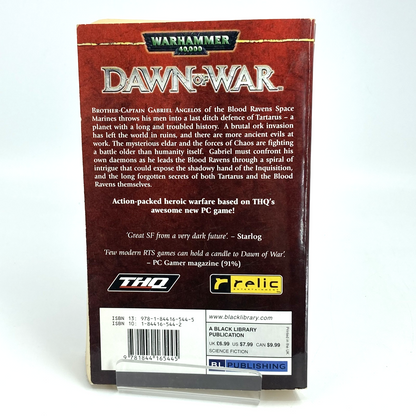 WARHAMMER
40,000
DAWN OF WAR
BROTHER-CAPTAIN GABRIEL ANGELOS of the Blood Ravens Space
Marines throws his men into a last ditch defence of Tartarus – a
planet with a long and troubled history. A brutal ork invasion
has left the world in ruins, and there are more ancient evils at
work. The mysterious eldar and the forces of Chaos are fighting
a battle older than humanity itself. Gabriel must confront his
own daemons as he leads the Blood Ravens through a spiral of
intrigue that could expose the shadowy hand of the Inquisition,
and the long forgotten secrets of both Tartarus and the Blood
Ravens themselves.
Action-packed heroic warfare based on THQ's
awesome new PC game!
'Great SF from a very dark future'. – Starlog
'Few modern RTS games can hold a candle to Dawn of War'.
– PC Gamer magazine (91%)
THQ
r relic
entertainment
ISBN 13: 978-1-84416-544-5
ISBN 10: 1-84416-544-2
9 781844 165445
www.blacklibrary.com
A BLACK LIBRARY
PUBLICATION
UK £6.99 US $7.99 CAN $9.99
SCIENCE FICTION
BL PUBLISHING